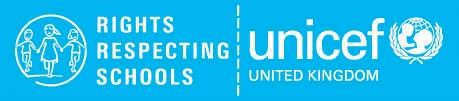 RIGHTS
RESPECTING
SCHOOLS
unicef
UNITED KINGDOM